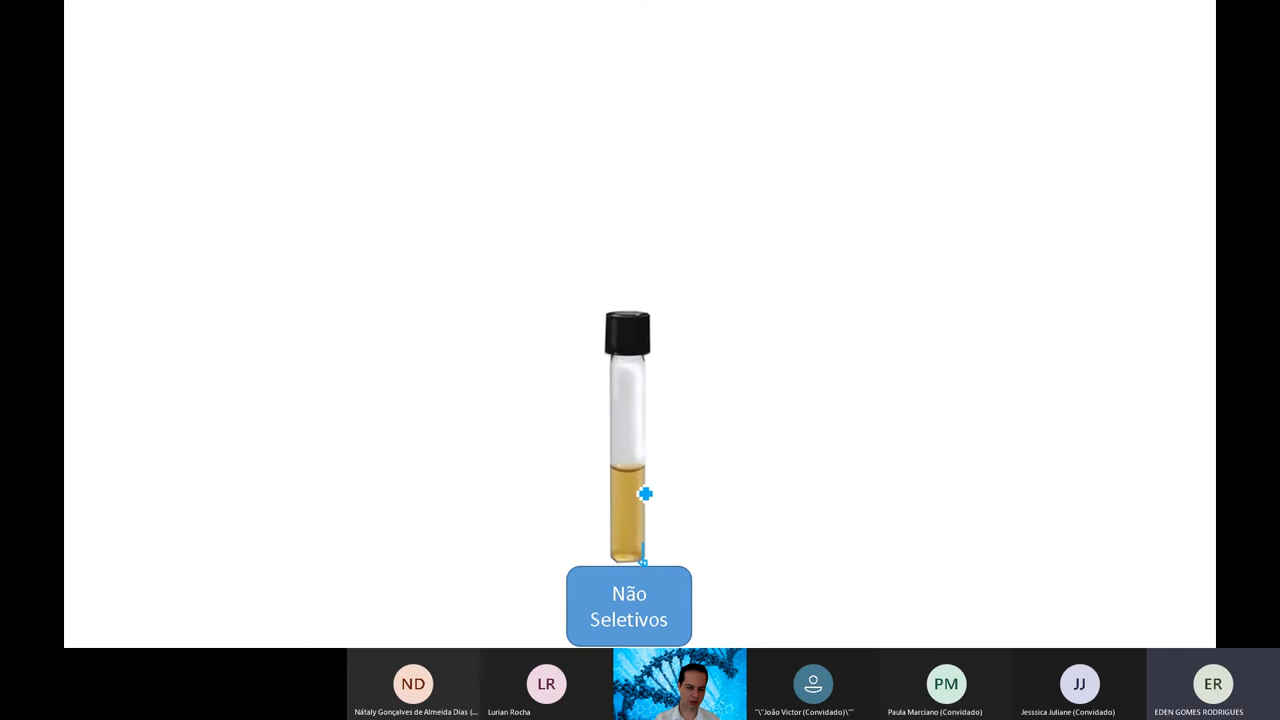 Não
Seletivos
ND
LR
PM
JJ
ER
Nátaly Gonçalves de Almeida Dias (...
Lurian Rocha
"\"João Victor (Convidado)\""
Paula Marciano (Convidado)
Jesssica Juliane (Convidado)
EDEN GOMES RODRIGUES